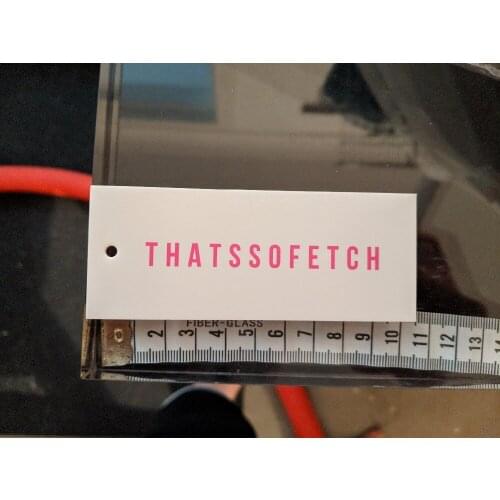 THATSSOFETCH
FIBER-GLASS
2 3 4 5 6 7 8 9 10 11 12 13 14